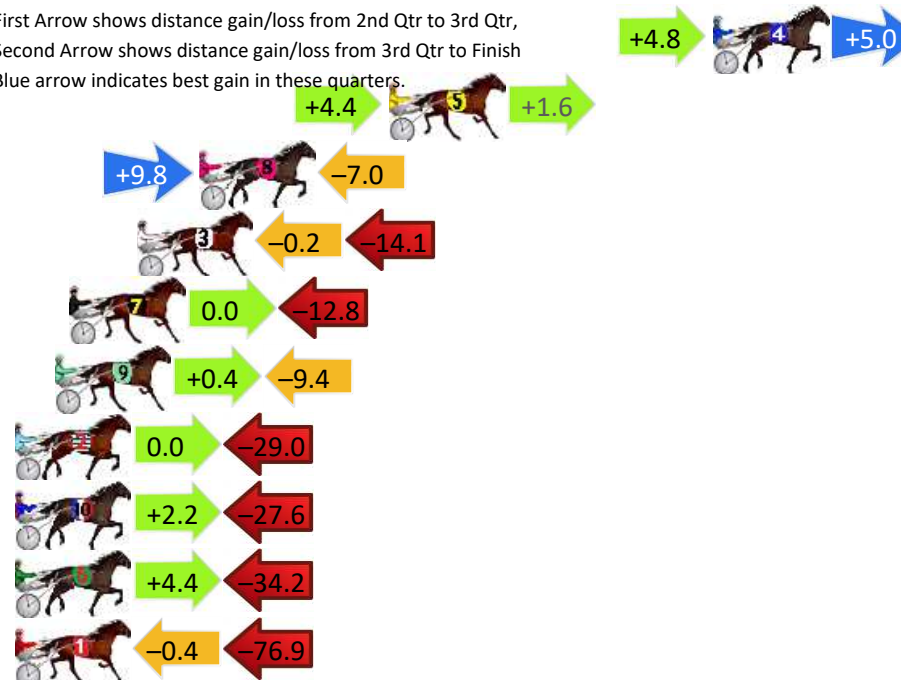 First Arrow shows distance gain/loss from 2nd Qtr to 3rd Qtr,
Second Arrow shows distance gain/loss from 3rd Qtr to Finish
Blue arrow indicates best gain in these quarters.
+4.8 4 +5.0
+4.4 5 +1.6
+9.8 8 –7.0
3 –0.2 –14.1
7 0.0 –12.8
9 +0.4 –9.4
2 0.0 –29.0
10 +2.2 –27.6
6 +4.4 –34.2
1 –0.4 –76.9